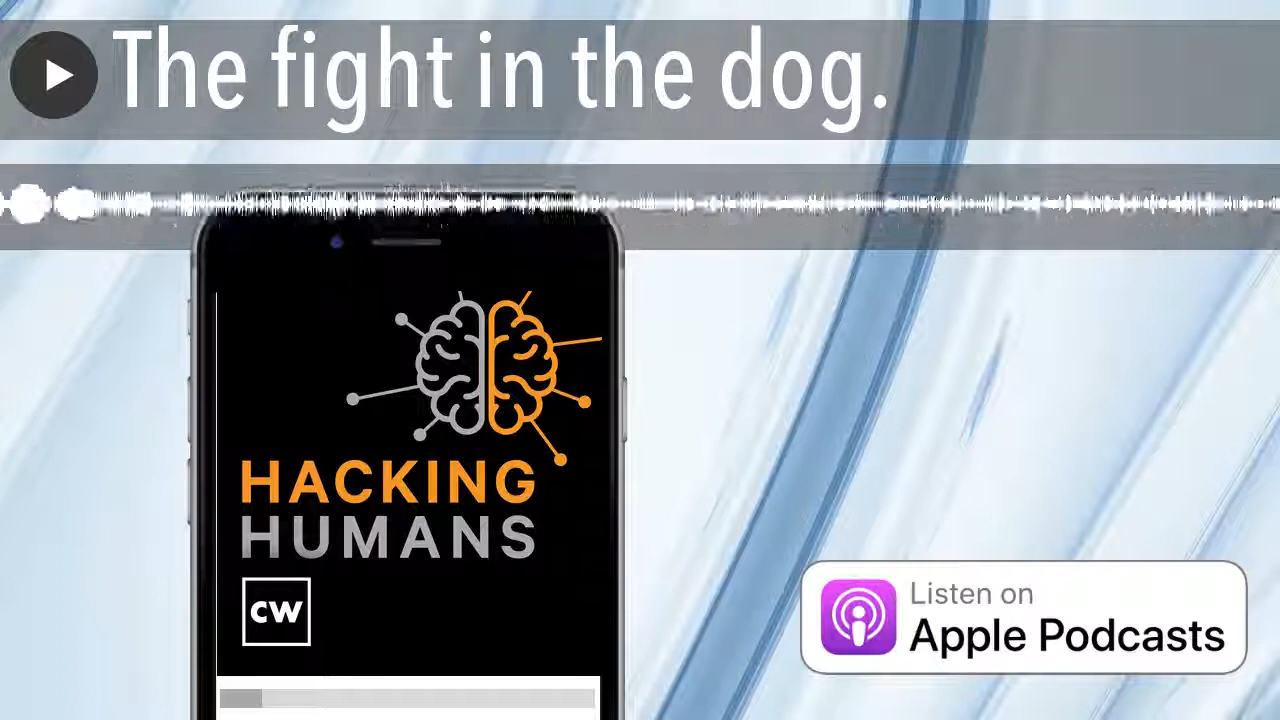 The fight in the dog.
HACKING
HUMANS
CW
Listen on
Apple Podcasts